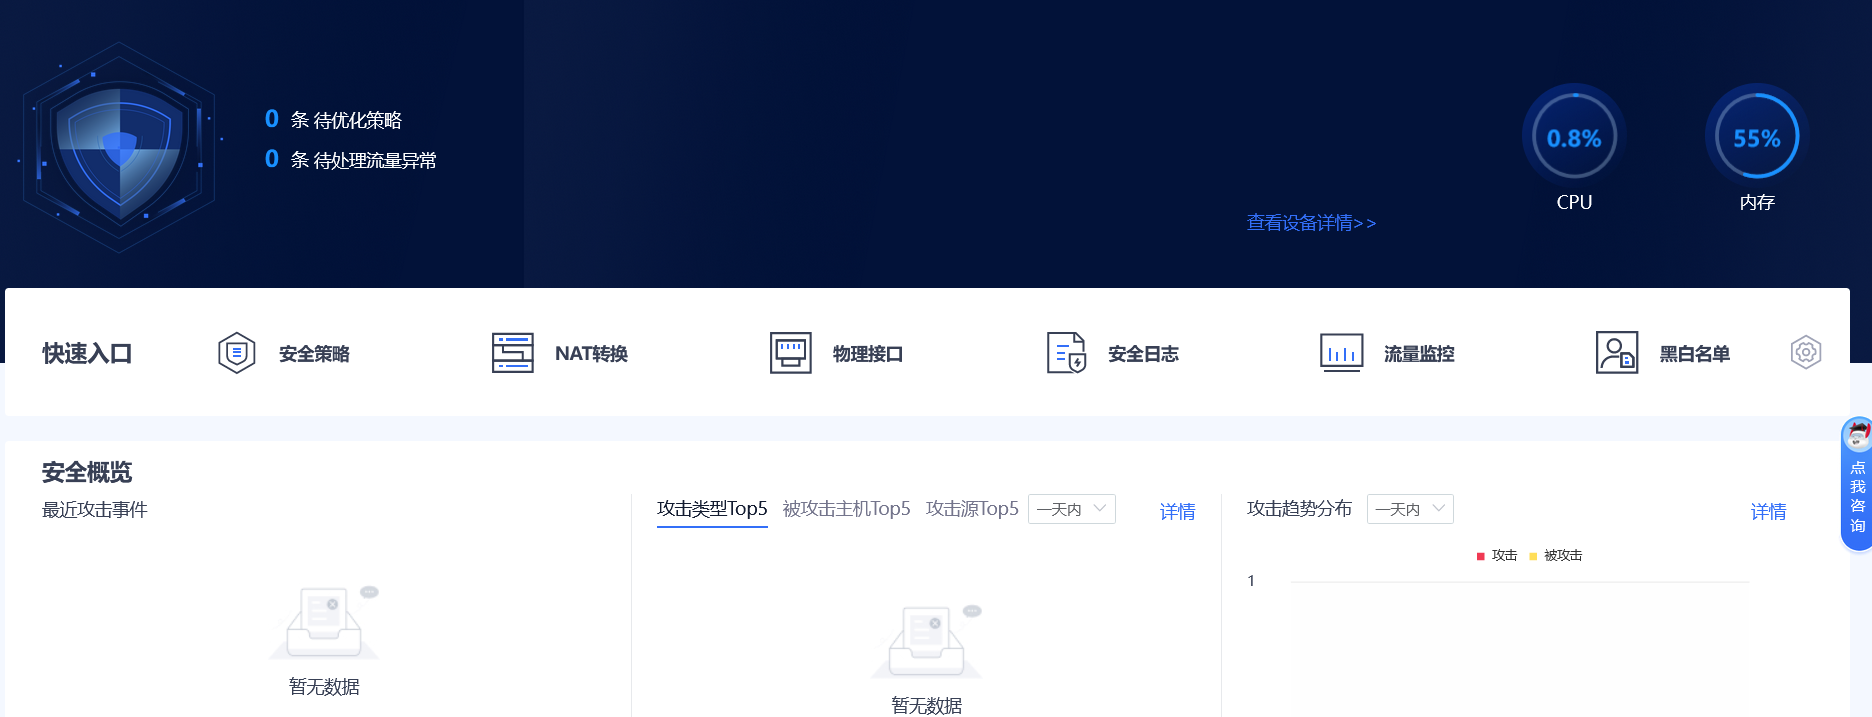 0 条 待优化策略
0 条 待处理流量异常
0.8%
CPU
55%
内存
查看设备详情>>
快速入口
安全策略
NAT转换
物理接口
安全日志
流量监控
黑白名单
安全概览
最近攻击事件
暂无数据
攻击类型Top5 被攻击主机Top5 攻击源Top5 一天内 详情
暂无数据
攻击趋势分布 一天内 详情
攻击 被攻击
1
点我咨询